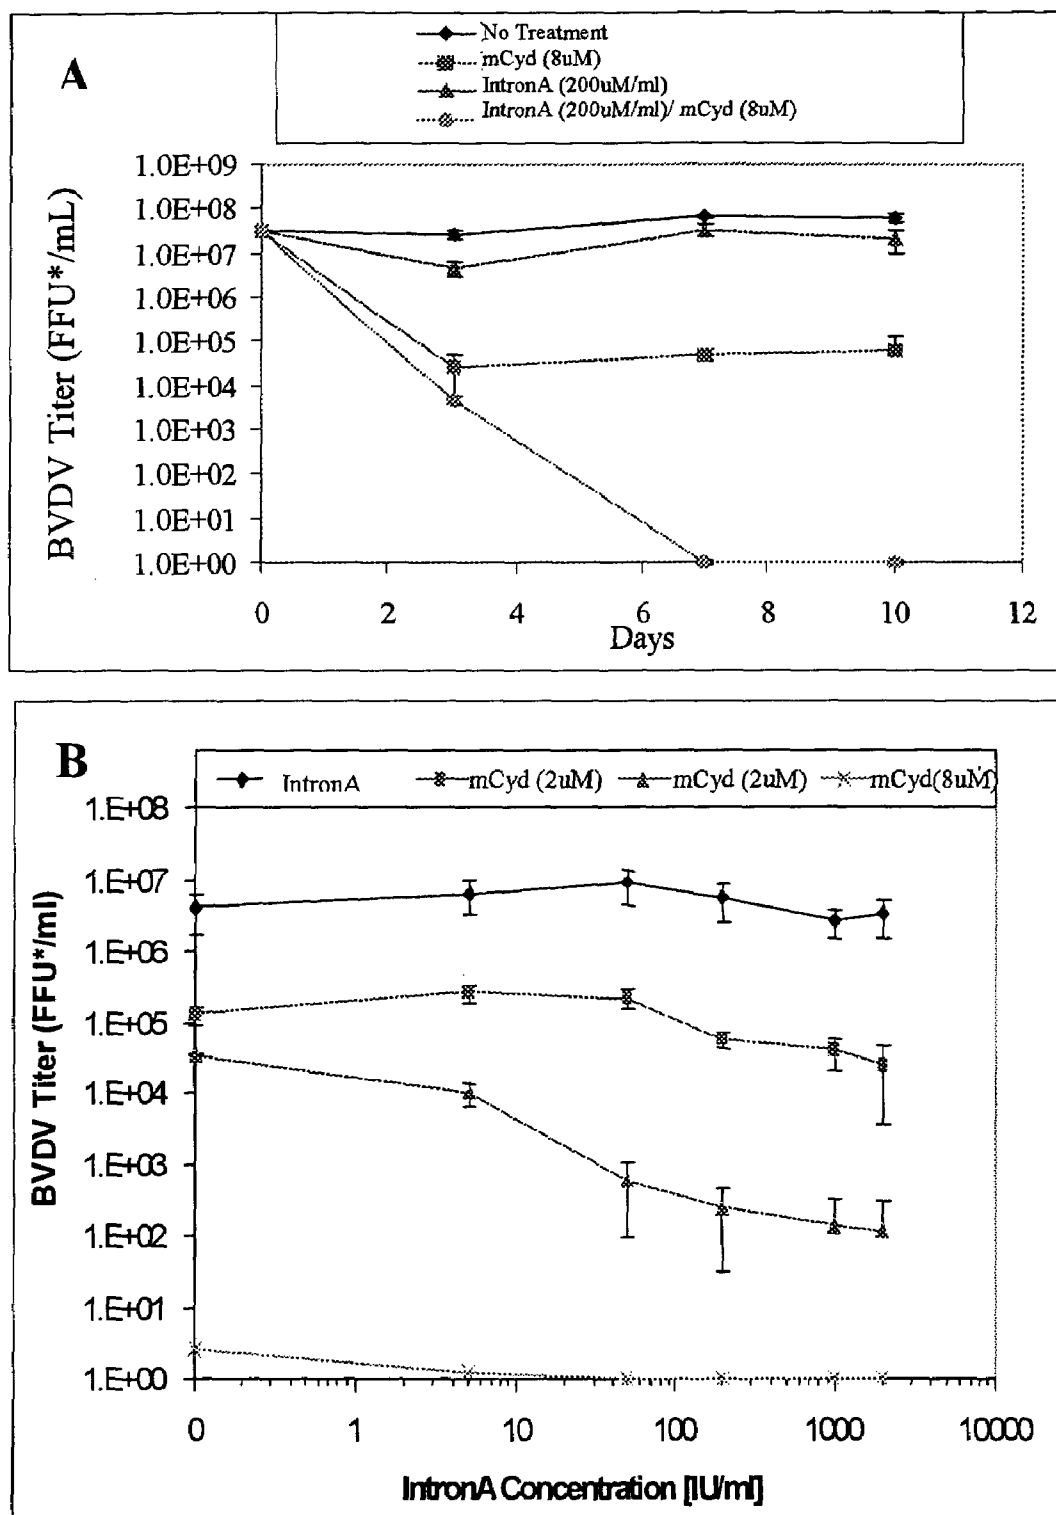 A
No Treatment
mCyd (8uM)
IntronA (200uM/ml)
IntronA (200uM/ml)/ mCyd (8uM)
BVDV Titer (FFU*/mL)
1.0E+09
1.0E+08
1.0E+07
1.0E+06
1.0E+05
1.0E+04
1.0E+03
1.0E+02
1.0E+01
1.0E+00
0 2 4 6 8 10 12
Days
B
IntronA mCyd (2uM) mCyd (2uM) mCyd(8uM)
BVDV Titer (FFU*/ml)
1.E+08
1.E+07
1.E+06
1.E+05
1.E+04
1.E+03
1.E+02
1.E+01
1.E+00
0 1 10 100 1000 10000
IntronA Concentration [IU/ml]